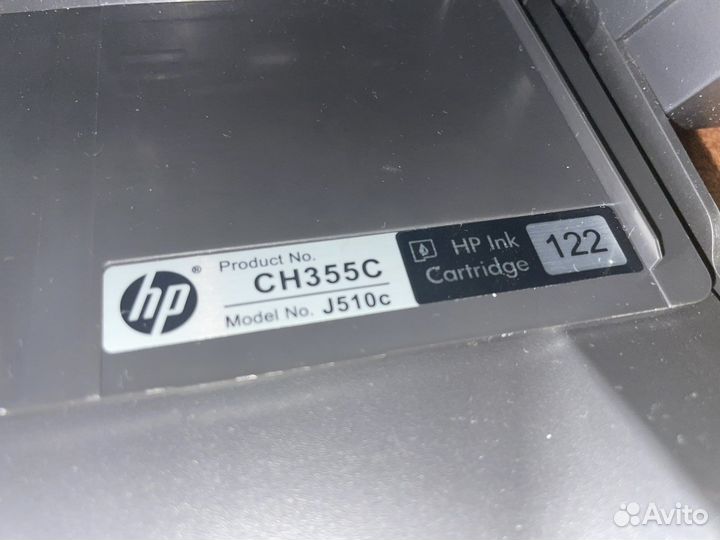 hp®
Product No.
CH355C
Model No. J510c
HP Ink
Cartridge
122
Avito